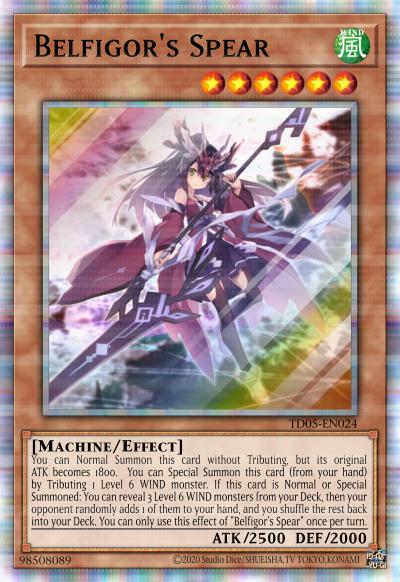 Belfigor's Spear
WIND
風
TD05-EN024
[Machine/Effect]
You can Normal Summon this card without Tributing, but its original
ATK becomes 1800. You can Special Summon this card (from your hand)
by Tributing 1 Level 6 WIND monster. If this card is Normal or Special
Summoned: You can reveal 3 Level 6 WIND monsters from your Deck, then your
opponent randomly adds 1 of them to your hand, and you shuffle the rest back
into your Deck. You can only use this effect of "Belfigor's Spear" once per turn.
ATK/2500 DEF/2000
98508089
©2020 Studio Dice/SHUEISHA,TV TOKYO,KONAMI